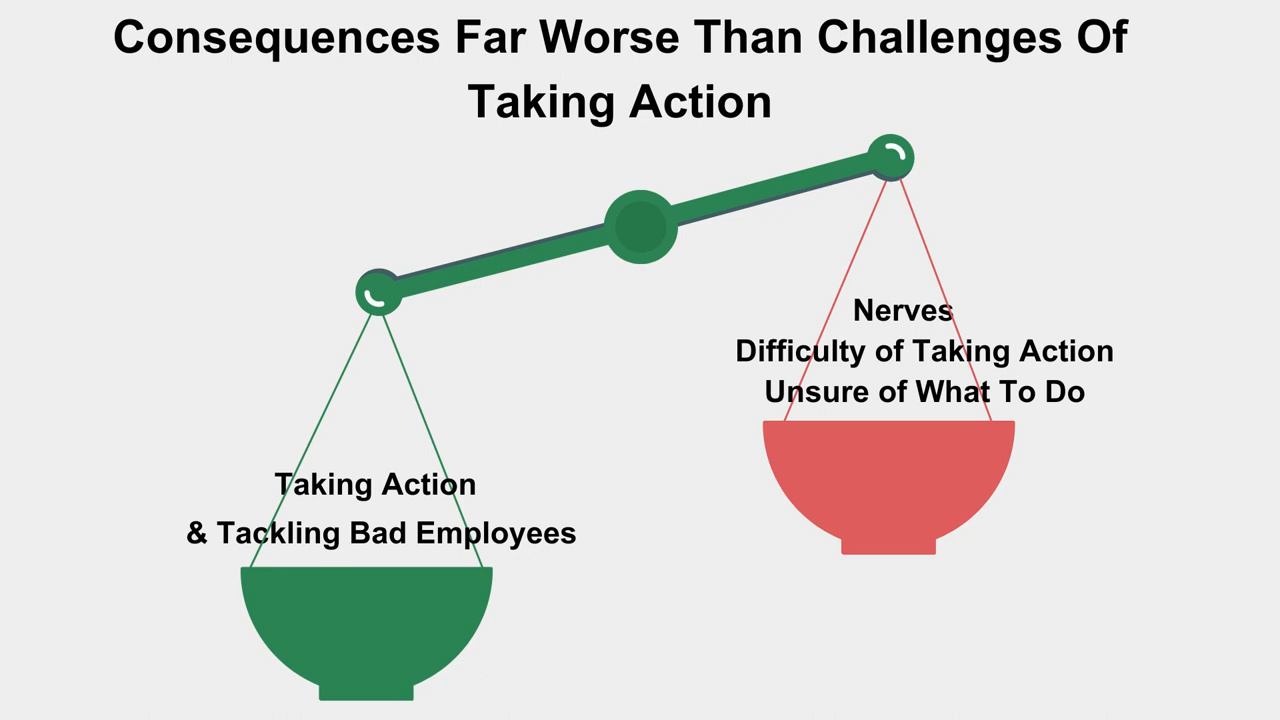 Consequences Far Worse Than Challenges Of
Taking Action
Nerves
Difficulty of Taking Action
Unsure of What To Do
Taking Action
& Tackling Bad Employees